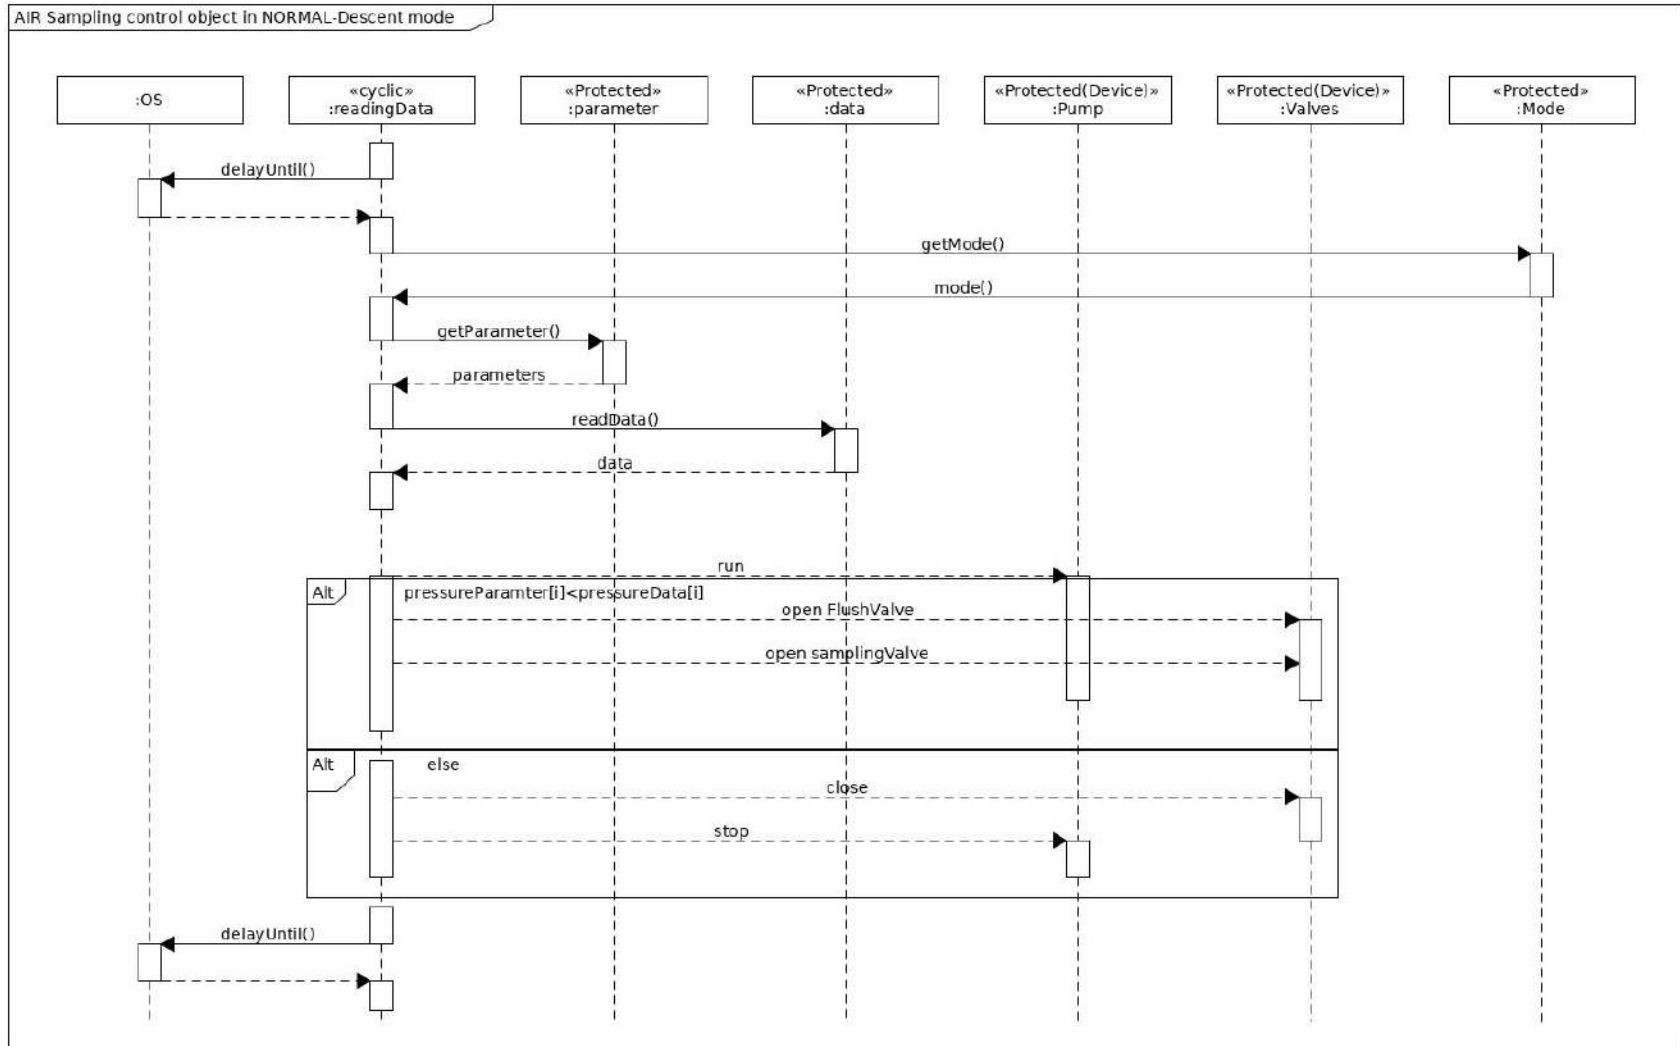 AIR Sampling control object in NORMAL-Descent mode
:OS
«cyclic»
:readingData
«Protected»
:parameter
«Protected»
:data
«Protected(Device)»
:Pump
«Protected(Device)»
:Valves
«Protected»
:Mode
delayUntil()
getMode()
mode()
getParameter()
parameters
readData()
data
run
Alt
pressureParamter[i]<pressureData[i]
open FlushValve
open samplingValve
Alt
else
close
stop
delayUntil()